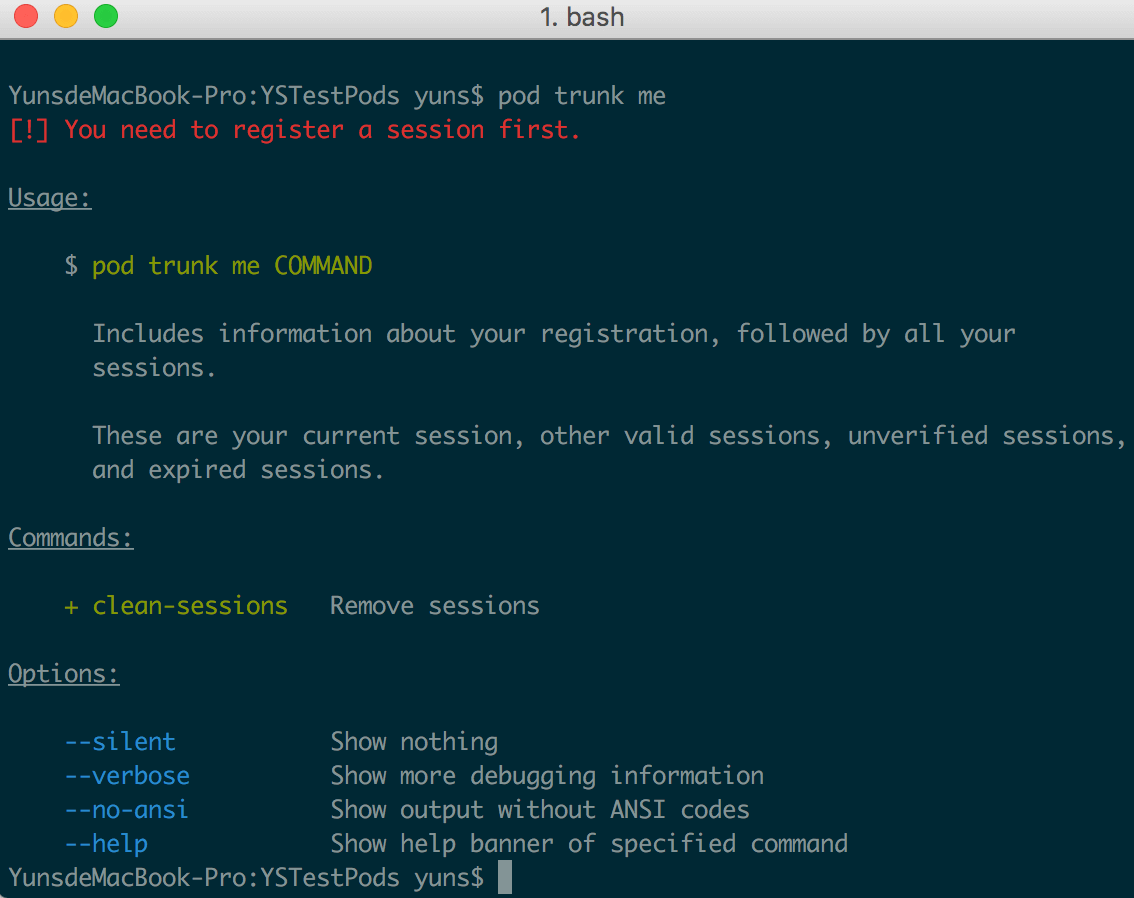 1. bash
YunsdeMacBook-Pro:YSTestPods yuns$ pod trunk me
[!] You need to register a session first.
Usage:
$ pod trunk me COMMAND
Includes information about your registration, followed by all your
sessions.
These are your current session, other valid sessions, unverified sessions,
and expired sessions.
Commands:
+ clean-sessions   Remove sessions
Options:
--silent           Show nothing
--verbose          Show more debugging information
--no-ansi          Show output without ANSI codes
--help             Show help banner of specified command
YunsdeMacBook-Pro:YSTestPods yuns$